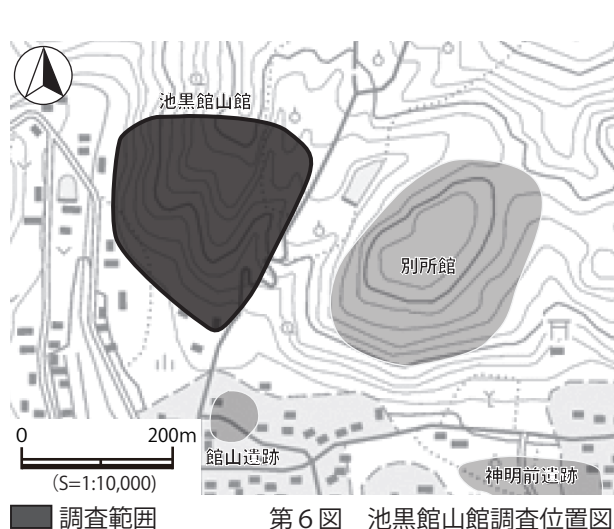 池黒館山館
別所館
0 200m
(S=1:10,000)
館山遺跡
神明前遺跡
調査範囲
第6図 池黒館山館調査位置図